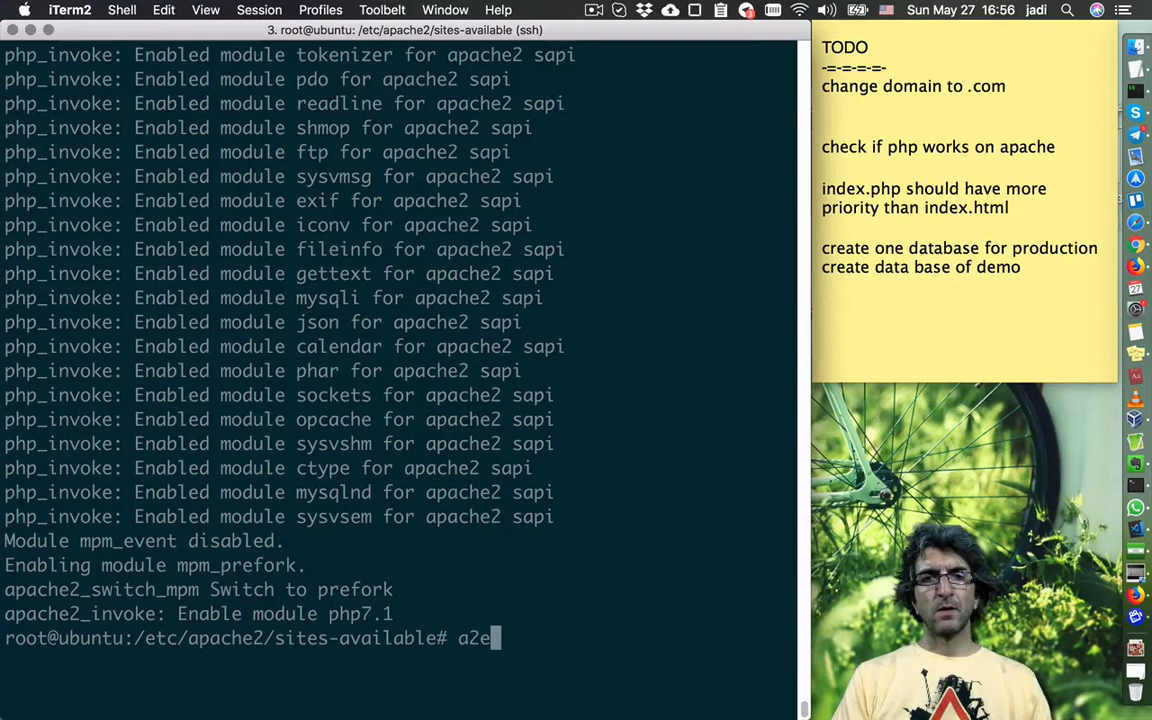 iTerm2 Shell Edit View Session Profiles Toolbelt Window Help Sun May 27 16:56 jadi
3. root@ubuntu: /etc/apache2/sites-available (ssh)
php_invoke: Enabled module tokenizer for apache2 sapi
php_invoke: Enabled module pdo for apache2 sapi
php_invoke: Enabled module readline for apache2 sapi
php_invoke: Enabled module shmop for apache2 sapi
php_invoke: Enabled module ftp for apache2 sapi
php_invoke: Enabled module sysvmsg for apache2 sapi
php_invoke: Enabled module exif for apache2 sapi
php_invoke: Enabled module iconv for apache2 sapi
php_invoke: Enabled module fileinfo for apache2 sapi
php_invoke: Enabled module gettext for apache2 sapi
php_invoke: Enabled module mysqli for apache2 sapi
php_invoke: Enabled module json for apache2 sapi
php_invoke: Enabled module calendar for apache2 sapi
php_invoke: Enabled module phar for apache2 sapi
php_invoke: Enabled module sockets for apache2 sapi
php_invoke: Enabled module opcache for apache2 sapi
php_invoke: Enabled module sysvshm for apache2 sapi
php_invoke: Enabled module ctype for apache2 sapi
php_invoke: Enabled module mysqlnd for apache2 sapi
php_invoke: Enabled module sysvsem for apache2 sapi
Module mpm_event disabled.
Enabling module mpm_prefork.
apache2_switch_mpm Switch to prefork
apache2_invoke: Enable module php7.1
root@ubuntu:/etc/apache2/sites-available# a2e
TODO
-=-=-=-=-
change domain to .com
check if php works on apache
index.php should have more
priority than index.html
create one database for production
create data base of demo